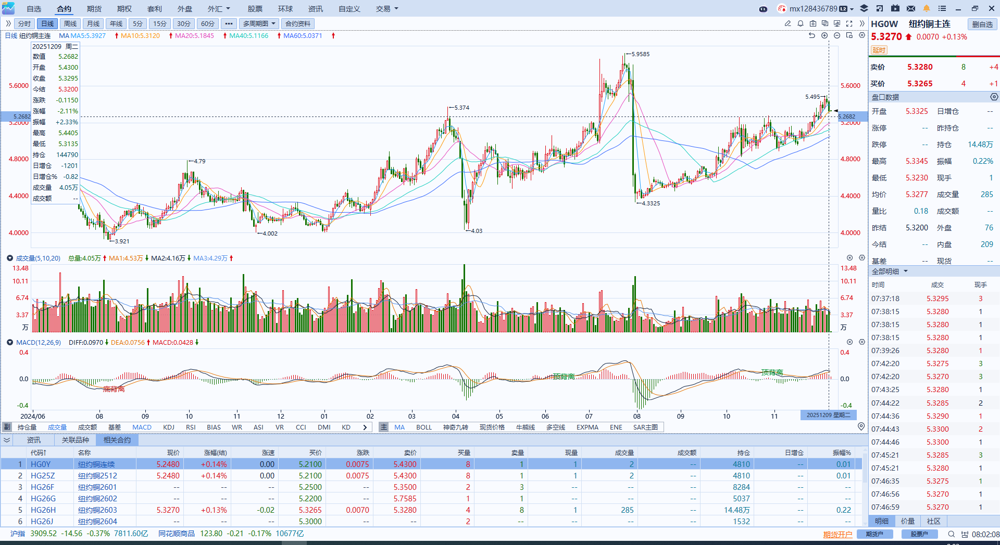 自选 合约 期货 期权 套利 外盘 外汇 股票 环球 资讯 自定义 交易 mx128436789 L2
分时 日线 周线 月线 年线 5分 15分 30分 60分 ••• 多周期图 合约资料
日线 纽约铜主连 MA MA5:5.3927 MA10:5.3120 MA20:5.1845 MA40:5.1166 MA60:5.0371
20251209 周二
数值 5.2682
开盘 5.4300
收盘 5.3295
今结 5.3200
涨跌 -0.1150
涨幅 -2.11%
振幅 +2.33%
最高 5.4405
最低 5.3135
持仓 144790
日增仓 -1201
日增仓% -0.82
成交量 4.05万
成交额 --
5.6000
5.2682
5.2000
4.8000
4.4000
4.0000
5.9585
5.495
5.374
4.79
4.3325
4.03
4.002
3.921
5.6000
5.2682
5.2000
4.8000
4.4000
4.0000
成交量(5,10,20) 总量:4.05万 MA1:4.53万 MA2:4.16万 MA3:4.29万
13.48
10.11
6.74
3.37
万
13.48
10.11
6.74
3.37
万
MACD(12,26,9) DIFF:0.0970 DEA:0.0756 MACD:0.0428
0.4
0.0
-0.4
底背离
顶背离
顶背离
0.4
0.0
-0.4
2024/06 08 09 10 11 12 01 02 03 04 05 06 07 08 09 10 11 20251209 星期二
副 持仓量 成交量 成交额 基差 MACD KDJ RSI BIAS WR ASI VR CCI DMI KD 主 MA BOLL 神奇九转 现货价格 牛熊线 多空线 EXPMA ENE SAR主图
资讯 关联品种 相关合约
代码↑ 名称 现价 涨幅(结) 涨速 买价 涨跌 卖价 买量 卖量 现量 成交量 成交额 持仓 日增仓 振幅%
1 HG0Y 纽约铜连续 5.2480 +0.14% 0.00 5.2100 0.0075 5.4300 8 1 1 2 -- 4810 -- 0.01
2 HG25Z 纽约铜2512 5.2480 +0.14% 0.00 5.2100 0.0075 5.4300 8 1 1 2 -- 4810 -- 0.01
3 HG26F 纽约铜2601 -- -- -- 5.2500 -- 5.3500 2 3 -- -- -- 8284 -- --
4 HG26G 纽约铜2602 -- -- -- 5.2200 -- 5.7585 1 1 -- -- -- 5037 -- --
5 HG26H 纽约铜2603 5.3270 +0.13% -0.02 5.3265 0.0070 5.3280 4 8 1 285 -- 14.48万 -- 0.22
6 HG26J 纽约铜2604 -- -- -- 5.3000 -- -- 2 -- -- -- -- 1532 -- --
沪指 3909.52 -14.56 -0.37% 7811.60亿 同花顺商品 123.80 -0.21 -0.17% 10677亿 期货开户 期货户 股票户 08:02:08
HG0W 纽约铜主连 删自选
5.3270 0.0070 +0.13%
延时
卖价 5.3280 8 +4
买价 5.3265 4 +1
盘口数据
开盘 5.3325 日增仓 --
涨停 -- 昨持仓 --
跌停 -- 持仓 14.48万
最高 5.3345 振幅 0.22%
最低 5.3230 现手 1
均价 5.3277 成交量 285
量比 0.18 成交额 --
昨结 5.3200 外盘 76
今结 -- 内盘 209
基差 -- 现货 --
全部明细
时间 成交 现手
07:37:18 5.3295 3
07:38:15 5.3280 1
07:38:15 5.3280 1
07:38:15 5.3280 1
07:39:26 5.3280 1
07:42:20 5.3275 3
07:42:20 5.3270 3
07:43:25 5.3280 1
07:44:22 5.3285 2
07:44:36 5.3290 1
07:44:43 5.3300 2
07:44:46 5.3300 1
07:45:21 5.3285 3
07:45:21 5.3280 1
07:46:35 5.3275 1
07:46:56 5.3270 1
07:46:59 5.3270 1
明细 价量 社区